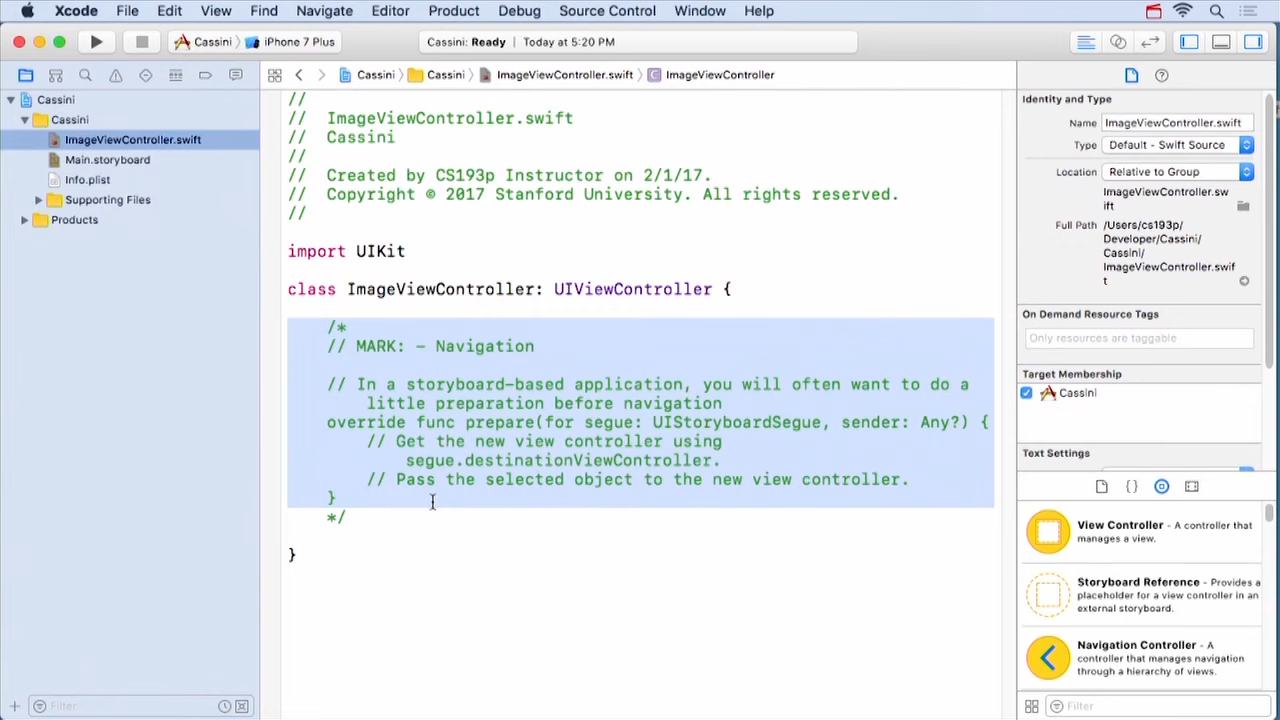 Xcode File Edit View Find Navigate Editor Product Debug Source Control Window Help
Cassini iPhone 7 Plus
Cassini: Ready | Today at 5:20 PM
Cassini Cassini ImageViewController.swift C ImageViewController
Cassini
Cassini
ImageViewController.swift
Main.storyboard
Info.plist
Supporting Files
Products
Filter
//
// ImageViewController.swift
// Cassini
//
// Created by CS193p Instructor on 2/1/17.
// Copyright © 2017 Stanford University. All rights reserved.
//
import UIKit
class ImageViewController: UIViewController {
/*
// MARK: - Navigation
// In a storyboard-based application, you will often want to do a
little preparation before navigation
override func prepare(for segue: UIStoryboardSegue, sender: Any?) {
// Get the new view controller using
segue.destinationViewController.
// Pass the selected object to the new view controller.
}
*/
}
Identity and Type
Name ImageViewController.swift
Type Default - Swift Source
Location Relative to Group
ImageViewController.sw
ift
Full Path /Users/cs193p/
Developer/Cassini/
Cassini/
ImageViewController.swif
t
On Demand Resource Tags
Only resources are taggable
Target Membership
Cassini
Text Settings
{ }
View Controller - A controller that
manages a view.
Storyboard Reference - Provides a
placeholder for a view controller in an
external storyboard.
Navigation Controller - A
controller that manages navigation
through a hierarchy of views.
Filter